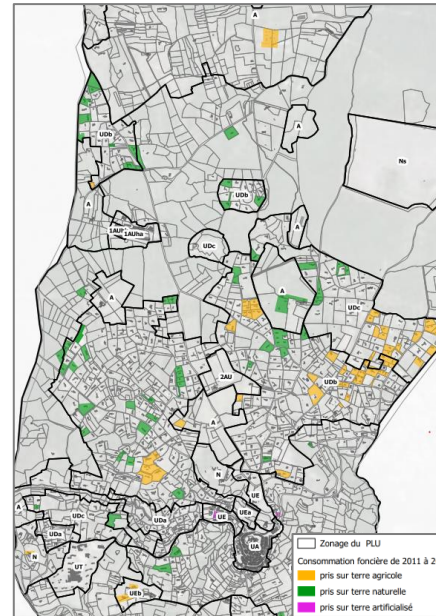 A
UDb
A
Ns
UDb
A
A
1AUh
1AUha
UDc
A
A
UDc
UDb
2AU
A
N
UE
UEa
A
UDc
UDa
UDa
UE
UA
N
UT
UEb
Zonage du PLU
Consommation foncière de 2011 à 2
pris sur terre agricole
pris sur terre naturelle
pris sur terre artificialisé